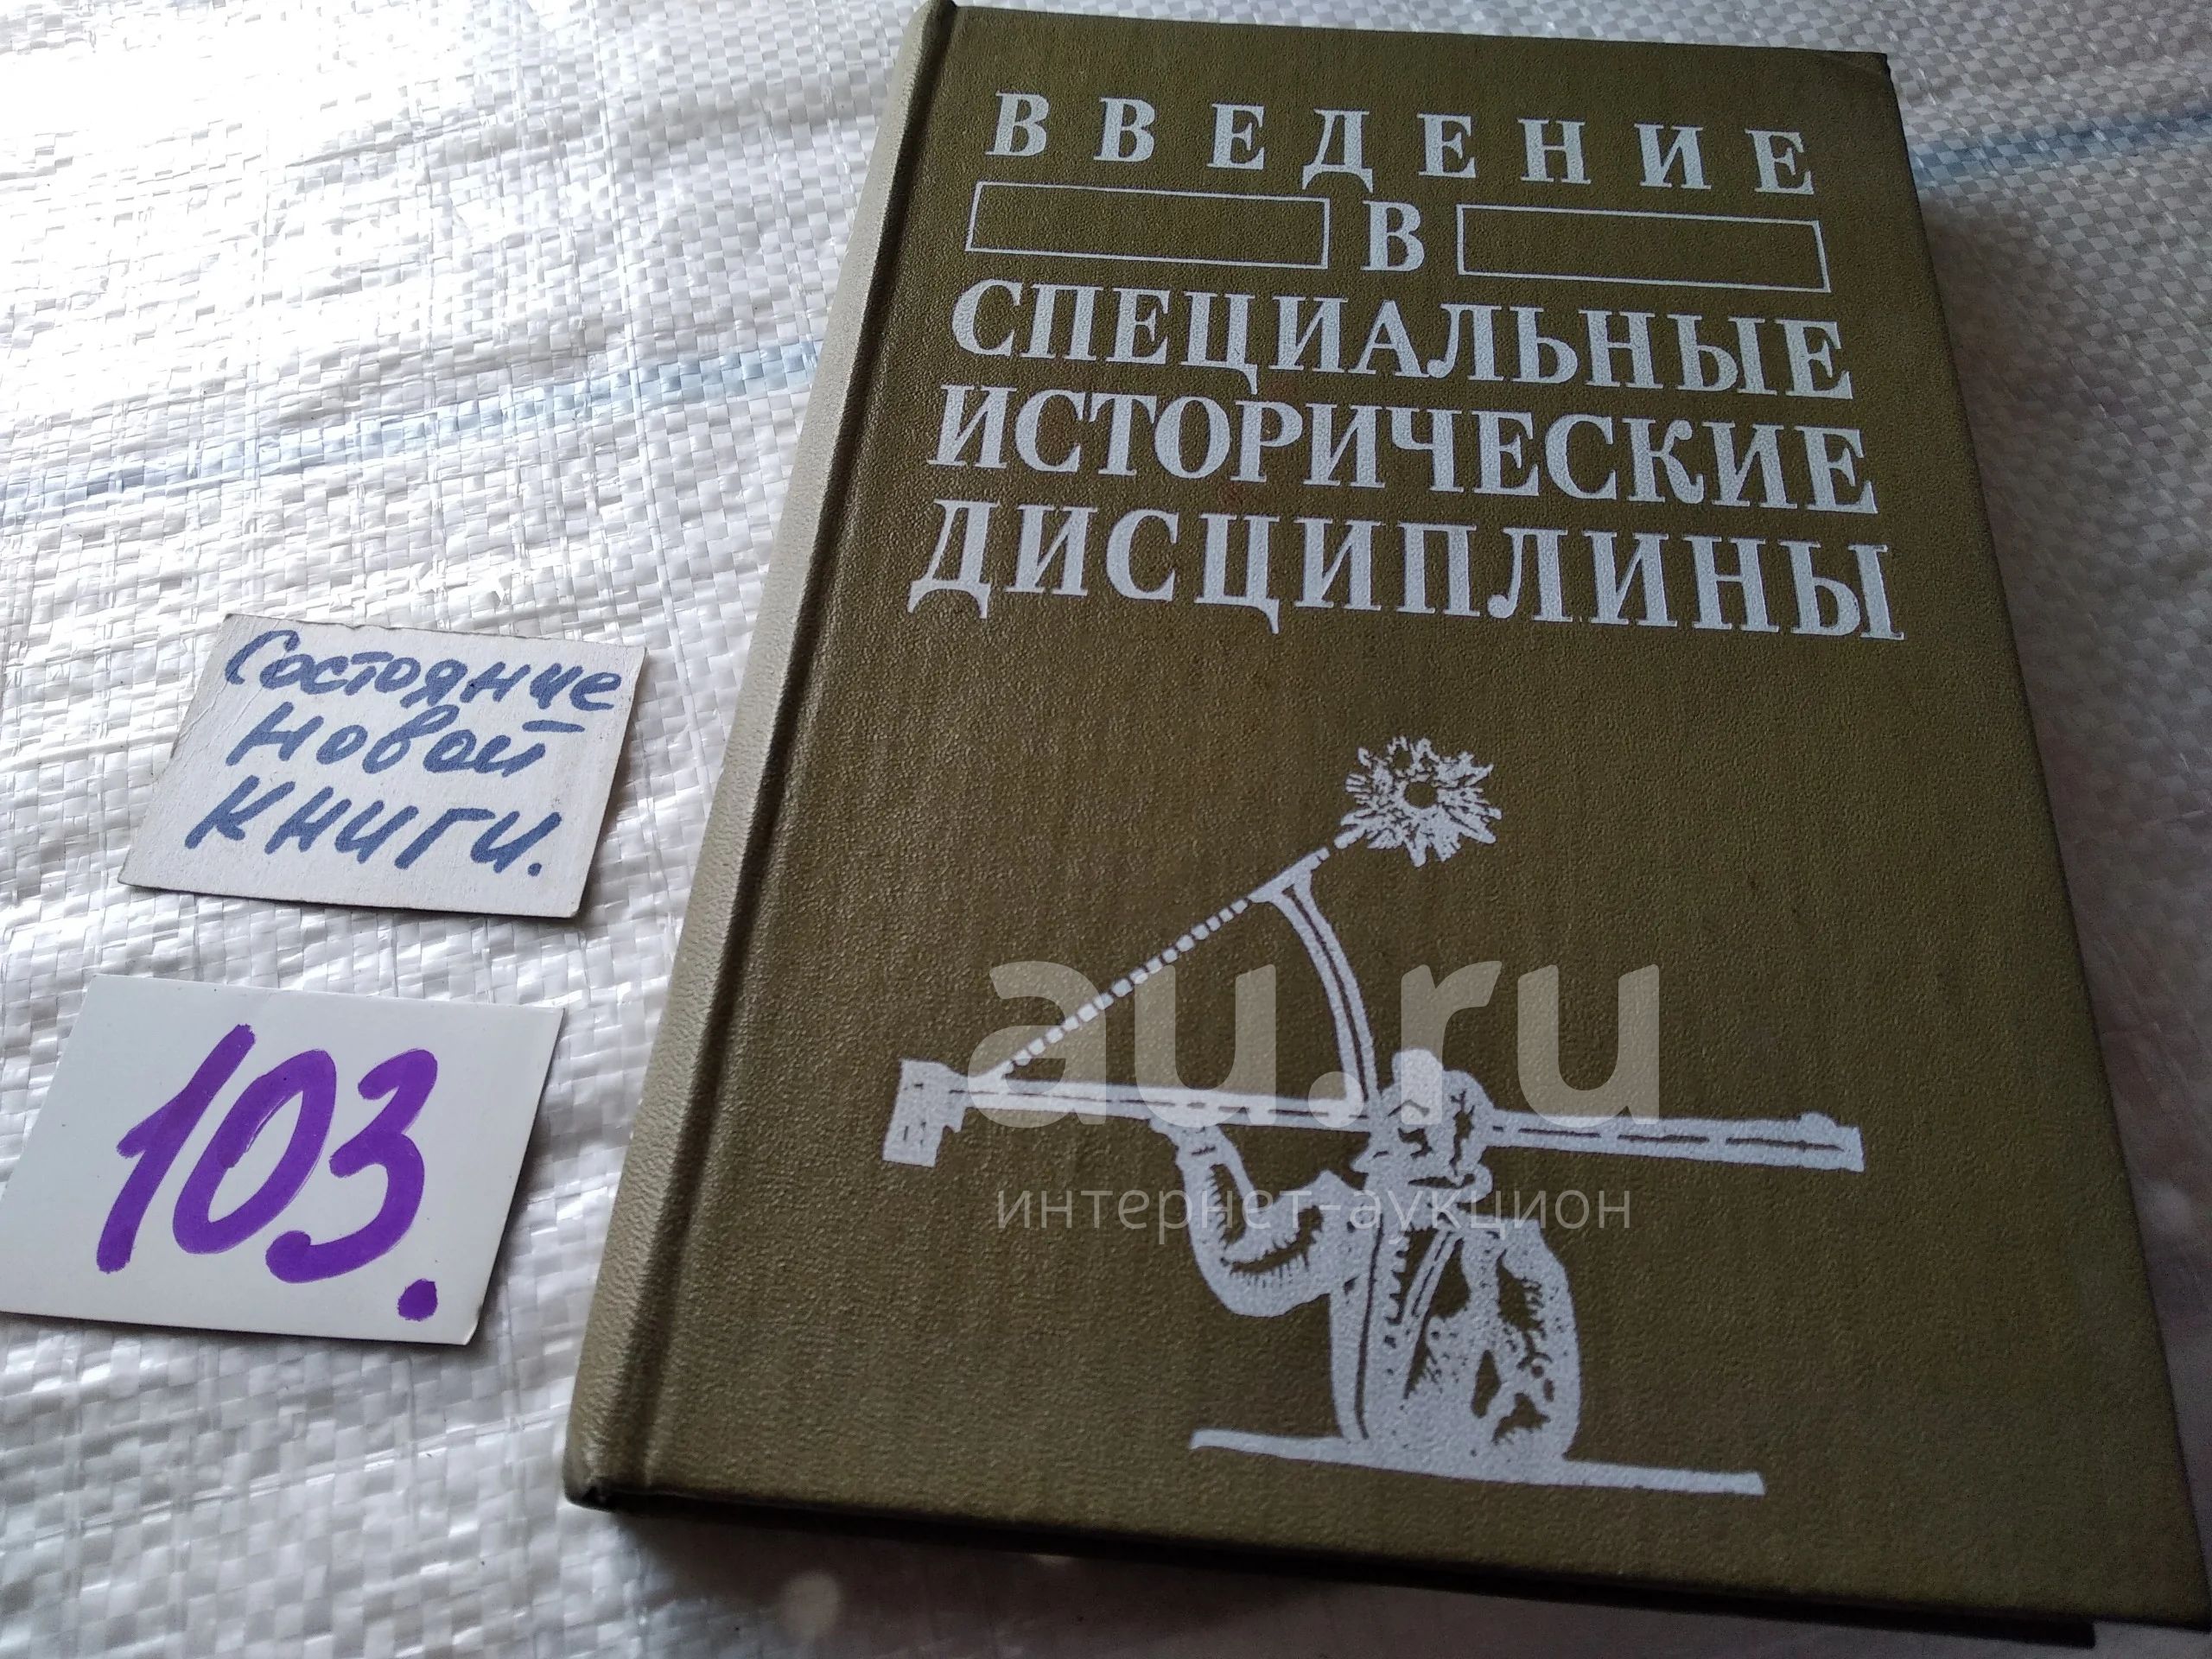 ВВЕДЕНИЕ
В
СПЕЦИАЛЬНЫЕ
ИСТОРИЧЕСКИЕ
ДИСЦИПЛИНЫ
Состояние
новой
книги.
103.
au.ru
интернет-аукцион